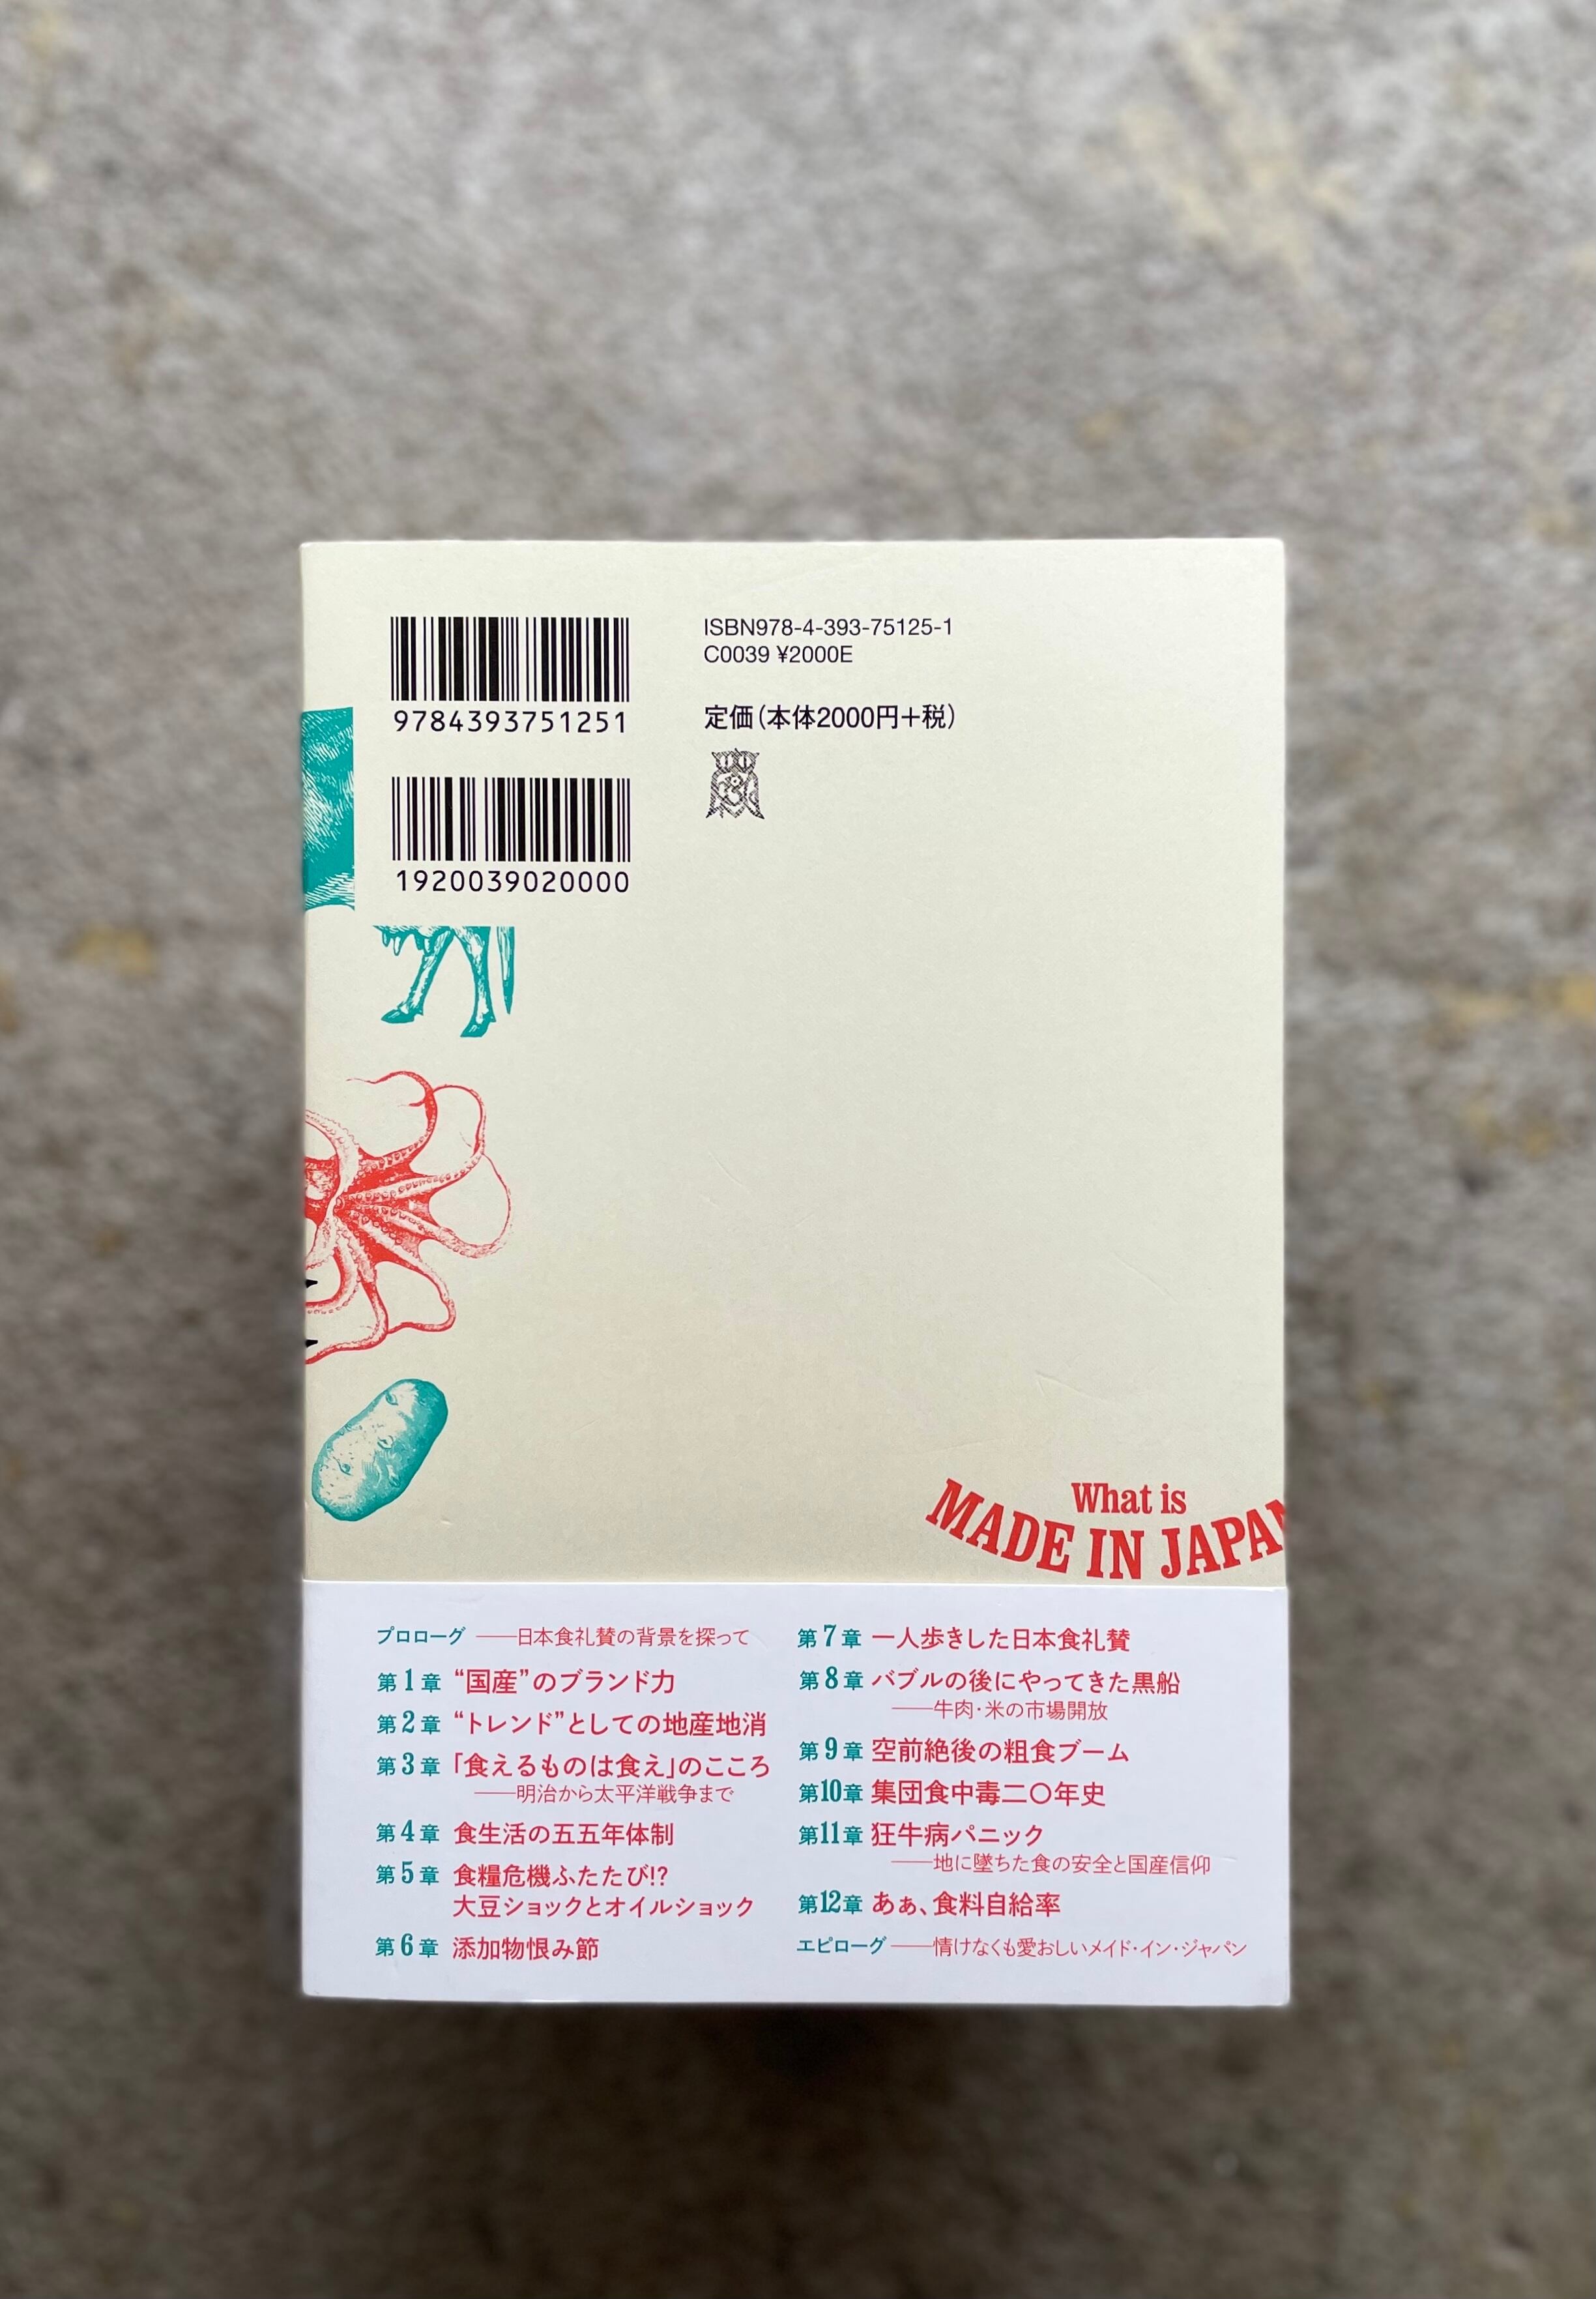 9784393751251
1920039020000
ISBN978-4-393-75125-1
C0039 ¥2000E
定価(本体2000円+税)
What is
MADE IN JAPAN
プロローグ ――日本食礼賛の背景を探って
第1章 “国産”のブランド力
第2章 “トレンド”としての地産地消
第3章 「食えるものは食え」のこころ
――明治から太平洋戦争まで
第4章 食生活の五五年体制
第5章 食糧危機ふたたび!?
大豆ショックとオイルショック
第6章 添加物恨み節
第7章 一人歩きした日本食礼賛
第8章 バブルの後にやってきた黒船
――牛肉・米の市場開放
第9章 空前絶後の粗食ブーム
第10章 集団食中毒二〇年史
第11章 狂牛病パニック
――地に墜ちた食の安全と国産信仰
第12章 あぁ、食料自給率
エピローグ ――情けなくも愛おしいメイド・イン・ジャパン